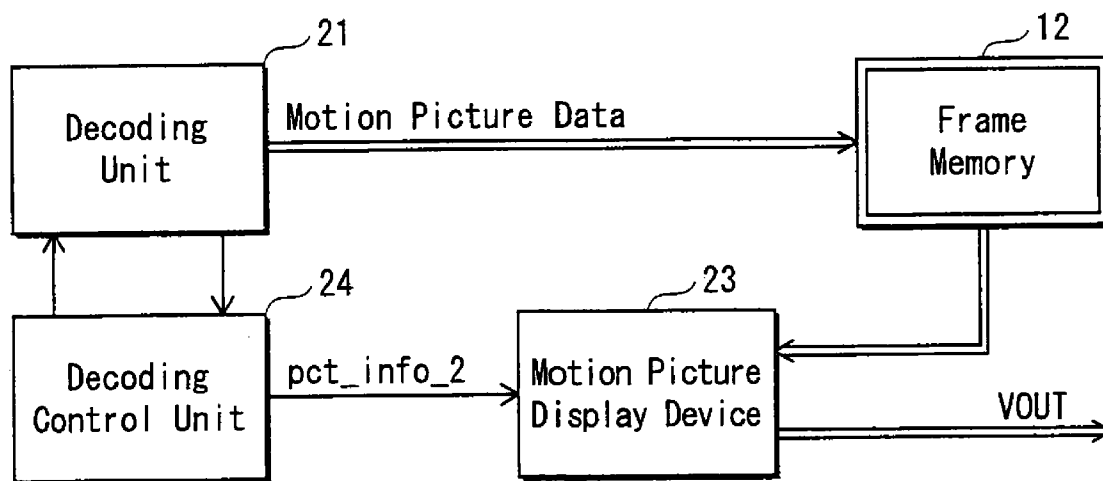 21
12
Decoding
Unit
Motion Picture Data
Frame
Memory
24
23
Decoding
Control Unit
pct_info_2
Motion Picture
Display Device
VOUT